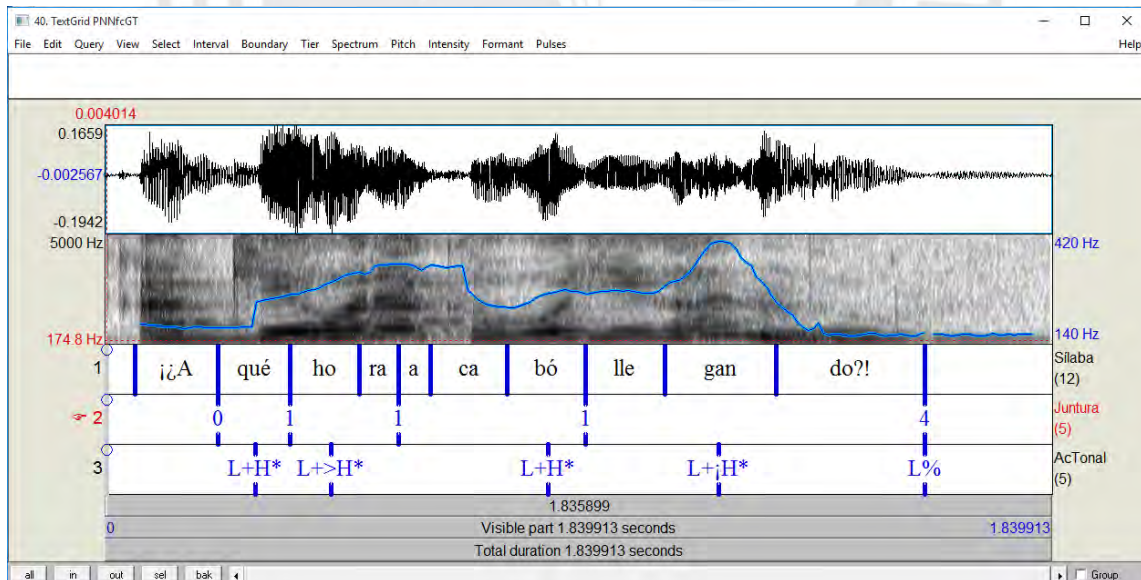 40. TextGrid PNNfcGT
File Edit Query View Select Interval Boundary Tier Spectrum Pitch Intensity Formant Pulses Help
0.004014
0.1659
-0.002567
-0.1942
5000 Hz 420 Hz
174.8 Hz 140 Hz
1 ¡¿A qué ho ra a ca bó lle gan do?! Sílaba (12)
2 0 1 1 1 4 Juntura (5)
3 L+H* L+>H* L+H* L+¡H* L% AcTonal (5)
1.835899
0 Visible part 1.839913 seconds 1.839913
Total duration 1.839913 seconds
all in out sel bak Group